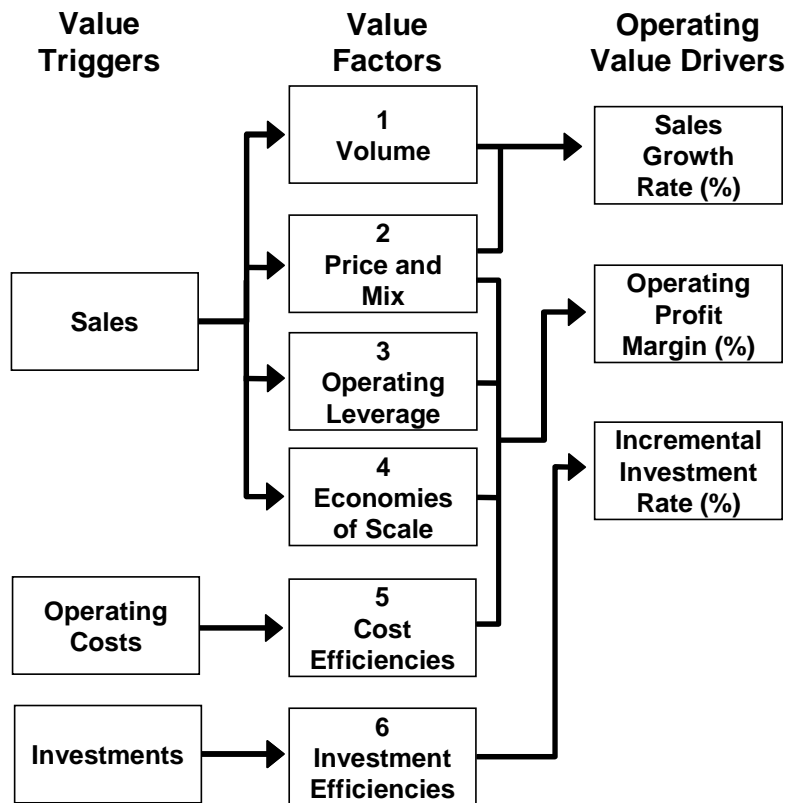 Value
Triggers
Value
Factors
Operating
Value Drivers
1
Volume
Sales
Growth
Rate (%)
2
Price and
Mix
Sales
Operating
Profit
Margin (%)
3
Operating
Leverage
4
Economies
of Scale
Incremental
Investment
Rate (%)
Operating
Costs
5
Cost
Efficiencies
Investments
6
Investment
Efficiencies